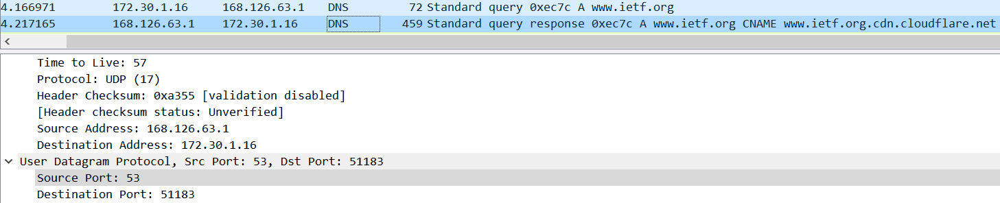 4.166971 172.30.1.16 168.126.63.1 DNS 72 Standard query 0xec7c A www.ietf.org
4.217165 168.126.63.1 172.30.1.16 DNS 459 Standard query response 0xec7c A www.ietf.org CNAME www.ietf.org.cdn.cloudflare.net
Time to Live: 57
Protocol: UDP (17)
Header Checksum: 0xa355 [validation disabled]
[Header checksum status: Unverified]
Source Address: 168.126.63.1
Destination Address: 172.30.1.16
User Datagram Protocol, Src Port: 53, Dst Port: 51183
Source Port: 53
Destination Port: 51183